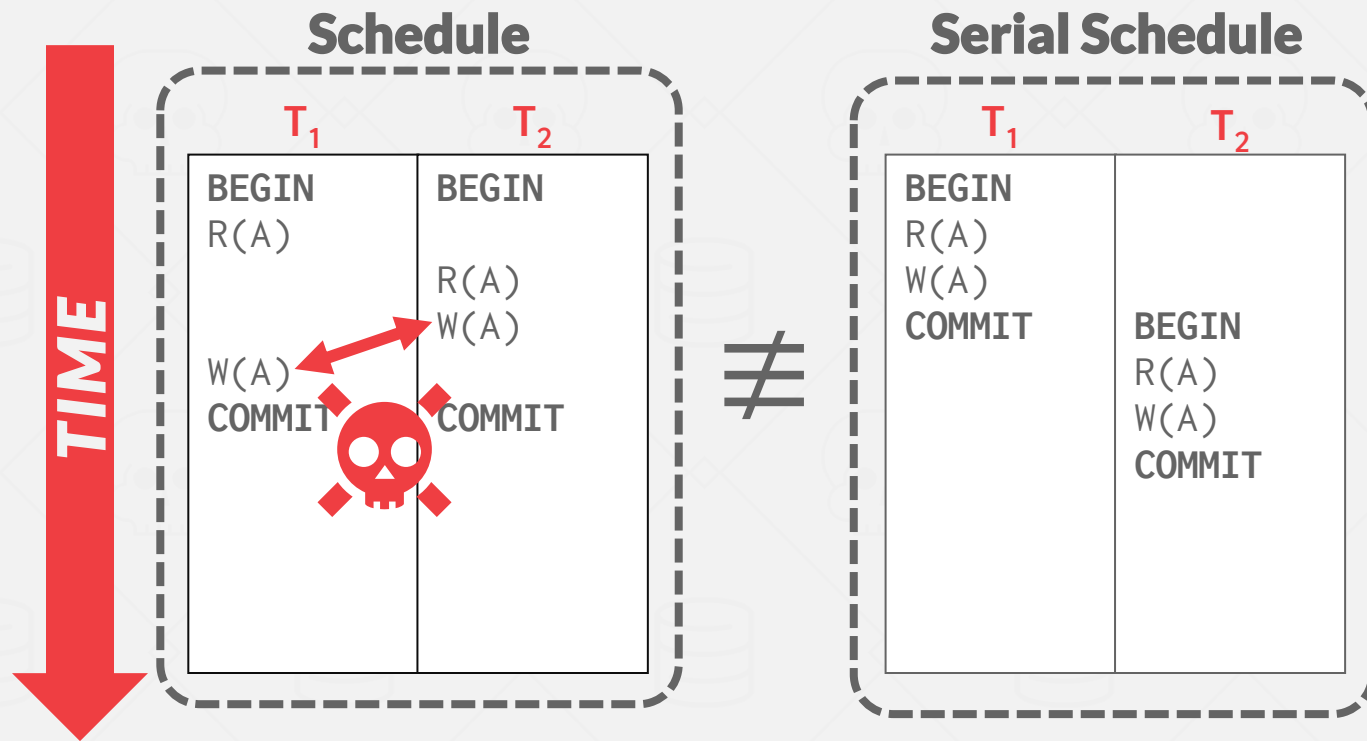 Schedule
T1 T2
BEGIN BEGIN
R(A)
R(A)
W(A)
W(A)
COMMIT COMMIT
TIME
≢
Serial Schedule
T1 T2
BEGIN
R(A)
W(A)
COMMIT BEGIN
R(A)
W(A)
COMMIT